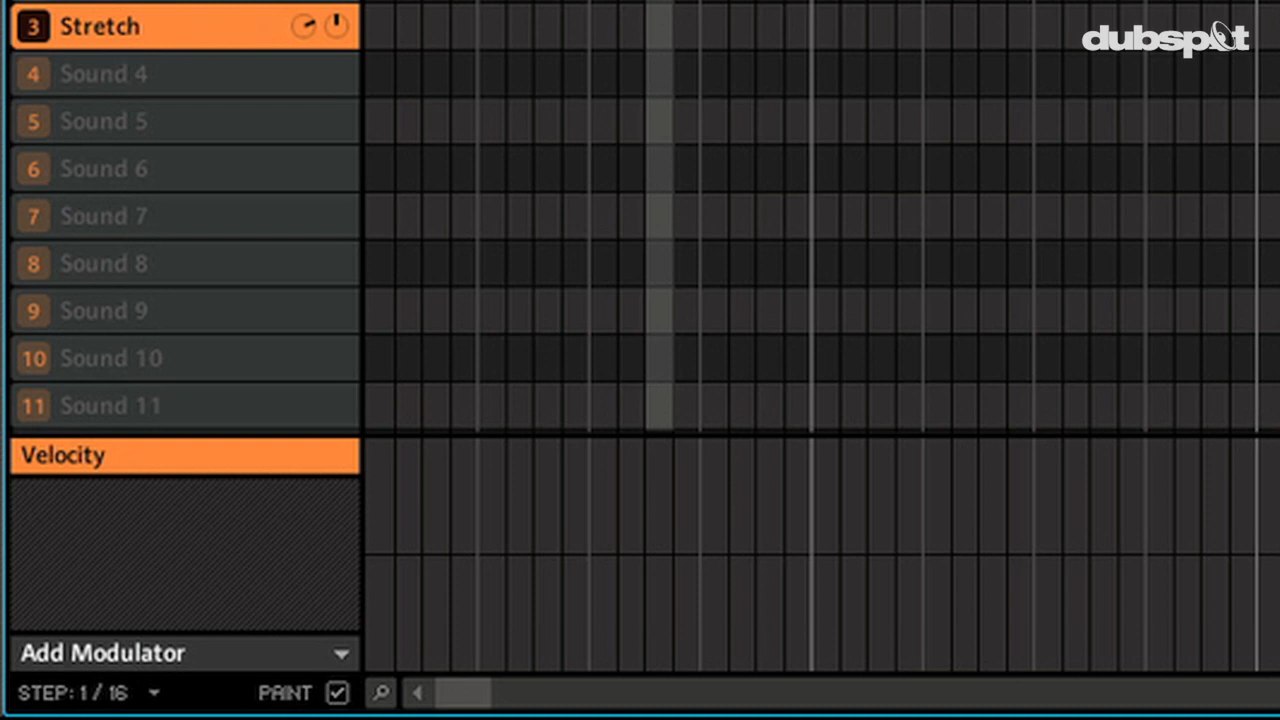 dubspot
3 Stretch
4 Sound 4
5 Sound 5
6 Sound 6
7 Sound 7
8 Sound 8
9 Sound 9
10 Sound 10
11 Sound 11
Velocity
Add Modulator
STEP: 1 / 16 PAINT